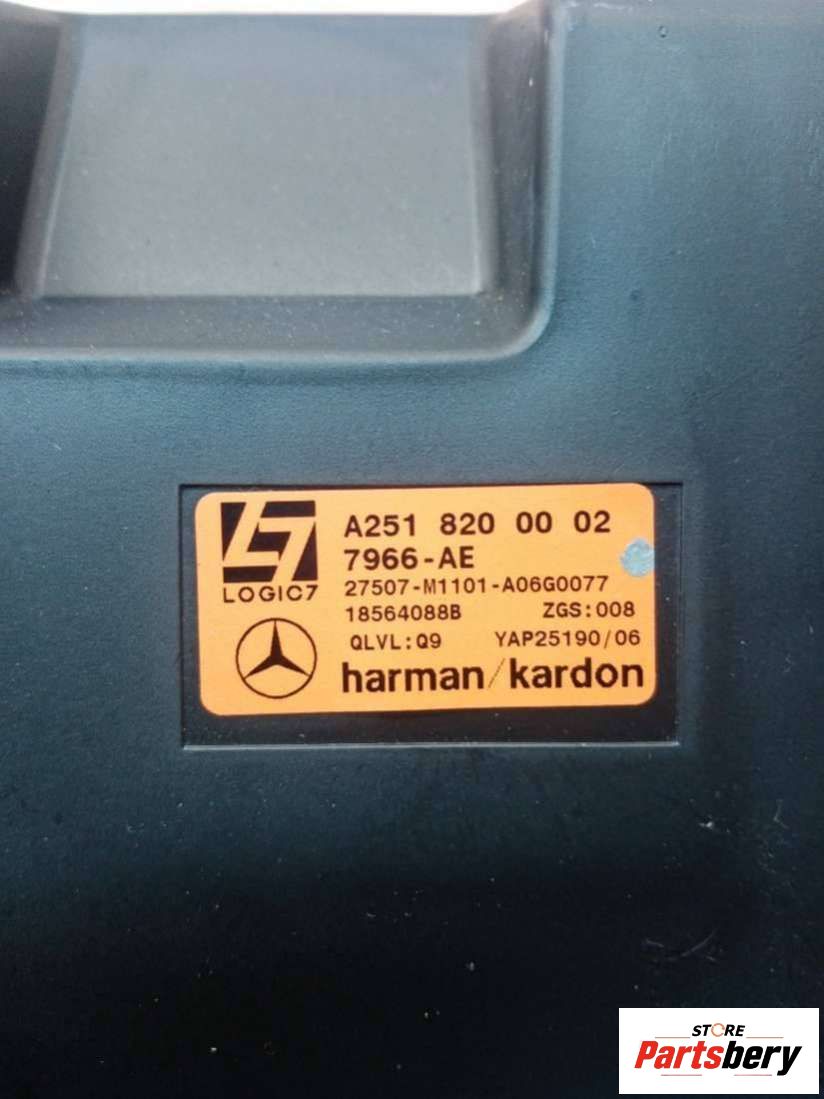 LOGIC7
A251 820 00 02
7966-AE
27507-M1101-A06G0077
18564088B ZGS:008
QLVL:Q9 YAP25190/06
harman/kardon
STORE
Partsbery